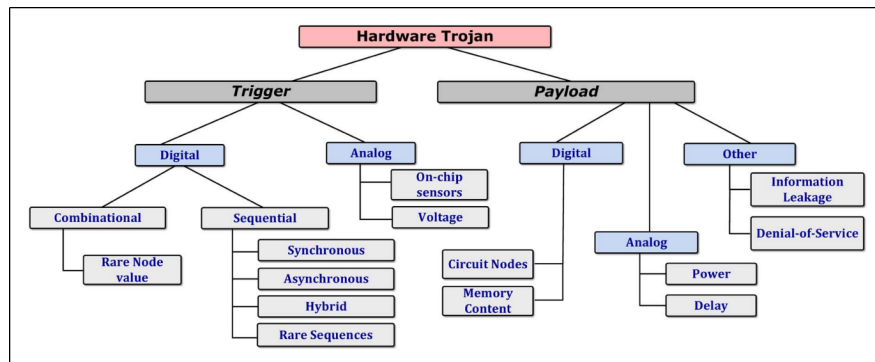 Hardware Trojan
Trigger
Payload
Digital
Analog
Digital
Other
On-chip
sensors
Information
Leakage
Combinational
Sequential
Voltage
Denial-of-Service
Analog
Synchronous
Rare Node
value
Circuit Nodes
Power
Asynchronous
Memory
Content
Hybrid
Delay
Rare Sequences